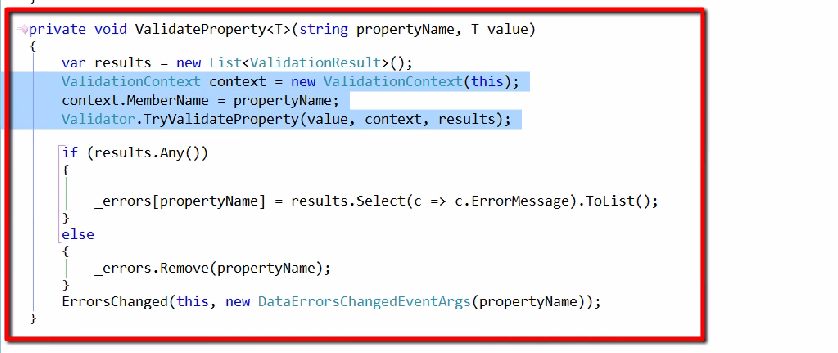 private void ValidateProperty<T>(string propertyName, T value)
{
var results = new List<ValidationResult>();
ValidationContext context = new ValidationContext(this);
context.MemberName = propertyName;
Validator.TryValidateProperty(value, context, results);
if (results.Any())
{
_errors[propertyName] = results.Select(c => c.ErrorMessage).ToList();
}
else
{
_errors.Remove(propertyName);
}
ErrorsChanged(this, new DataErrorsChangedEventArgs(propertyName));
}